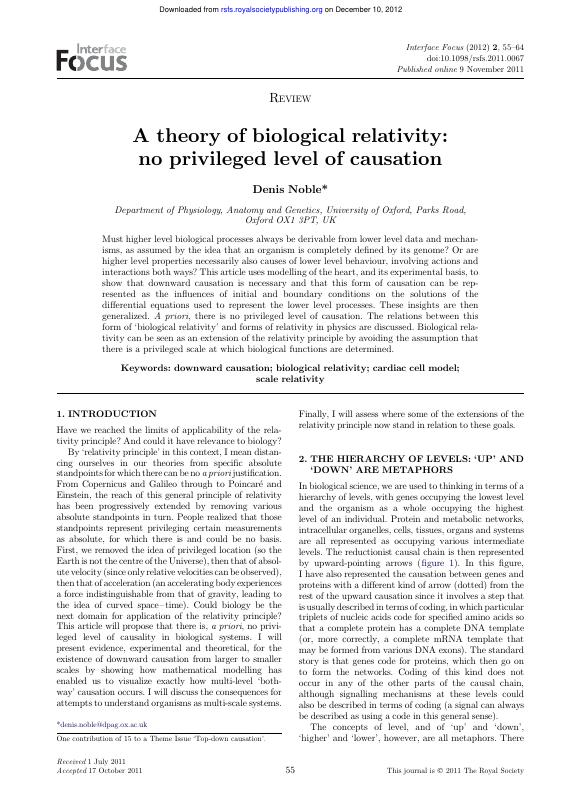 Downloaded from rsfs.royalsocietypublishing.org on December 10, 2012
Interface
Focus
Interface Focus (2012) 2, 55–64
doi:10.1098/rsfs.2011.0067
Published online 9 November 2011
REVIEW
A theory of biological relativity:
no privileged level of causation
Denis Noble*
Department of Physiology, Anatomy and Genetics, University of Oxford, Parks Road,
Oxford OX1 3PT, UK
Must higher level biological processes always be derivable from lower level data and mechan-
isms, as assumed by the idea that an organism is completely defined by its genome? Or are
higher level properties necessarily also causes of lower level behaviour, involving actions and
interactions both ways? This article uses modelling of the heart, and its experimental basis, to
show that downward causation is necessary and that this form of causation can be rep-
resented as the influences of initial and boundary conditions on the solutions of the
differential equations used to represent the lower level processes. These insights are then
generalized. A priori, there is no privileged level of causation. The relations between this
form of ‘biological relativity’ and forms of relativity in physics are discussed. Biological rela-
tivity can be seen as an extension of the relativity principle by avoiding the assumption that
there is a privileged scale at which biological functions are determined.
Keywords: downward causation; biological relativity; cardiac cell model;
scale relativity
1. INTRODUCTION
Have we reached the limits of applicability of the rela-
tivity principle? And could it have relevance to biology?
By ‘relativity principle’ in this context, I mean distan-
cing ourselves in our theories from specific absolute
standpoints for which there can be no a priori justification.
From Copernicus and Galileo through to Poincaré and
Einstein, the reach of this general principle of relativity
has been progressively extended by removing various
absolute standpoints in turn. People realized that those
standpoints represent privileging certain measurements
as absolute, for which there is and could be no basis.
First, we removed the idea of privileged location (so the
Earth is not the centre of the Universe), then that of absol-
ute velocity (since only relative velocities can be observed),
then that of acceleration (an accelerating body experiences
a force indistinguishable from that of gravity, leading to
the idea of curved space–time). Could biology be the
next domain for application of the relativity principle?
This article will propose that there is, a priori, no privi-
leged level of causality in biological systems. I will
present evidence, experimental and theoretical, for the
existence of downward causation from larger to smaller
scales by showing how mathematical modelling has
enabled us to visualize exactly how multi-level ‘both-
way’ causation occurs. I will discuss the consequences for
attempts to understand organisms as multi-scale systems.
*denis.noble@dpag.ox.ac.uk
One contribution of 15 to a Theme Issue ‘Top-down causation’.
Finally, I will assess where some of the extensions of the
relativity principle now stand in relation to these goals.
2. THE HIERARCHY OF LEVELS: ‘UP’ AND
‘DOWN’ ARE METAPHORS
In biological science, we are used to thinking in terms of a
hierarchy of levels, with genes occupying the lowest level
and the organism as a whole occupying the highest
level of an individual. Protein and metabolic networks,
intracellular organelles, cells, tissues, organs and systems
are all represented as occupying various intermediate
levels. The reductionist causal chain is then represented
by upward-pointing arrows (figure 1). In this figure,
I have also represented the causation between genes and
proteins with a different kind of arrow (dotted) from the
rest of the upward causation since it involves a step that
is usually described in terms of coding, in which particular
triplets of nucleic acids code for specified amino acids so
that a complete protein has a complete DNA template
(or, more correctly, a complete mRNA template that
may be formed from various DNA exons). The standard
story is that genes code for proteins, which then go on
to form the networks. Coding of this kind does not
occur in any of the other parts of the causal chain,
although signalling mechanisms at these levels could
also be described in terms of coding (a signal can always
be described as using a code in this general sense).
The concepts of level, and of ‘up’ and ‘down’,
‘higher’ and ‘lower’, however, are all metaphors. There
Received 1 July 2011
Accepted 17 October 2011
55
This journal is © 2011 The Royal Society